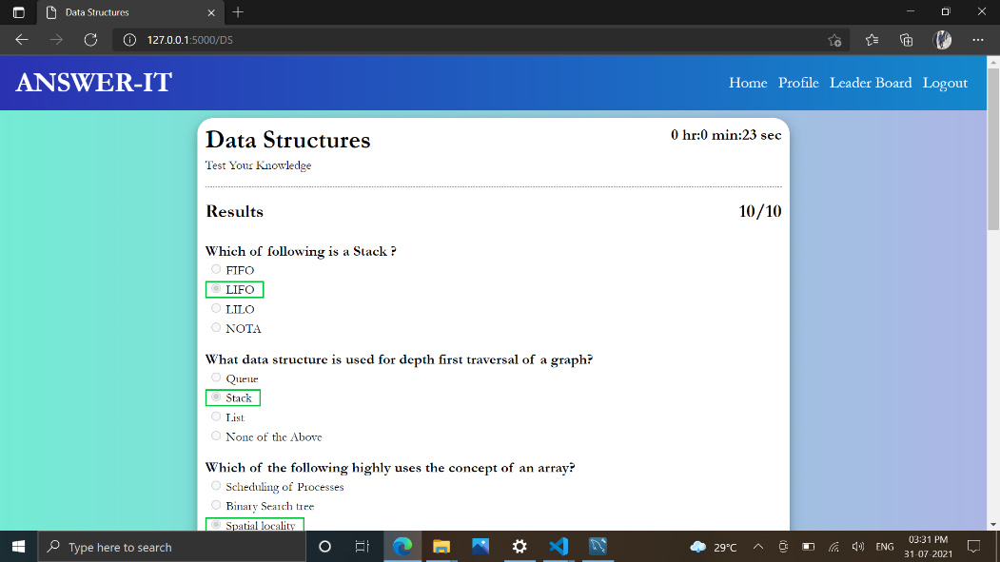 Data Structures
127.0.0.1:5000/DS
ANSWER-IT
Home Profile Leader Board Logout
Data Structures
0 hr:0 min:23 sec
Test Your Knowledge
Results
10/10
Which of following is a Stack ?
FIFO
LIFO
LILO
NOTA
What data structure is used for depth first traversal of a graph?
Queue
Stack
List
None of the Above
Which of the following highly uses the concept of an array?
Scheduling of Processes
Binary Search tree
Spatial locality
Type here to search
29°C
ENG
03:31 PM
31-07-2021